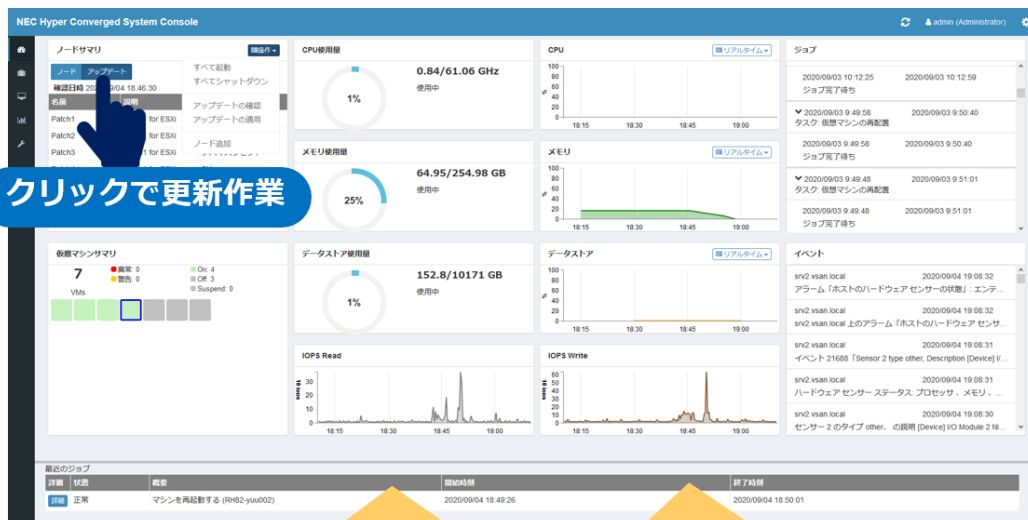 NEC Hyper Converged System Console
admin (Administrator)
ノードサマリ
操作
ノード アップデート
すべて起動
すべてシャットダウン
アップデートの確認
アップデートの適用
ノード追加
確認日時 202 9/04 18:46:30
名前 説明
Patch1 for ESXi
Patch2 for ESXi
Patch3 1 for ESXi
クリックで更新作業
CPU使用量
1%
0.84/61.06 GHz
使用中
CPU
リアルタイム
100
80
60
%
40
20
0
18:15 18:30 18:45 19:00
メモリ使用量
25%
64.95/254.98 GB
使用中
メモリ
リアルタイム
100
80
60
%
40
20
0
18:15 18:30 18:45 19:00
ジョブ
2020/09/03 10:12:25 2020/09/03 10:12:59
ジョブ完了待ち
2020/09/03 9:49:58 2020/09/03 9:50:40
タスク: 仮想マシンの再配置
2020/09/03 9:49:58 2020/09/03 9:50:40
ジョブ完了待ち
2020/09/03 9:49:48 2020/09/03 9:51:01
タスク: 仮想マシンの再配置
2020/09/03 9:49:48 2020/09/03 9:51:01
ジョブ完了待ち
仮想マシンサマリ
7
VMs
異常: 0
警告: 0
On: 4
Off: 3
Suspend: 0
データストア使用量
1%
152.8/10171 GB
使用中
データストア
リアルタイム
100
80
60
%
40
20
0
18:15 18:30 18:45 19:00
IOPS Read
30
20
10
0
18:15 18:30 18:45 19:00
IOPS Write
60
50
40
30
20
10
0
18:15 18:30 18:45 19:00
イベント
srv2.vsan.local 2020/09/04 19:08:32
アラーム「ホストのハードウェア センサーの状態」: エンテ...
srv2.vsan.local 2020/09/04 19:08:32
srv2.vsan.local 上のアラーム「ホストのハードウェア センサ...
srv2.vsan.local 2020/09/04 19:08:31
イベント 21688「Sensor 2 type other, Description [Device] I/...
srv2.vsan.local 2020/09/04 19:08:31
ハードウェア センサー ステータス: プロセッサ 、メモリ 、...
srv2.vsan.local 2020/09/04 19:08:30
センサー 2 のタイプ other、 の説明 [Device] I/O Module 2 NI...
最近のジョブ
詳細 状態 概要 開始時刻 終了時刻
詳細 正常 マシンを再起動する (RH82-yuu002) 2020/09/04 18:49:26 2020/09/04 18:50:01